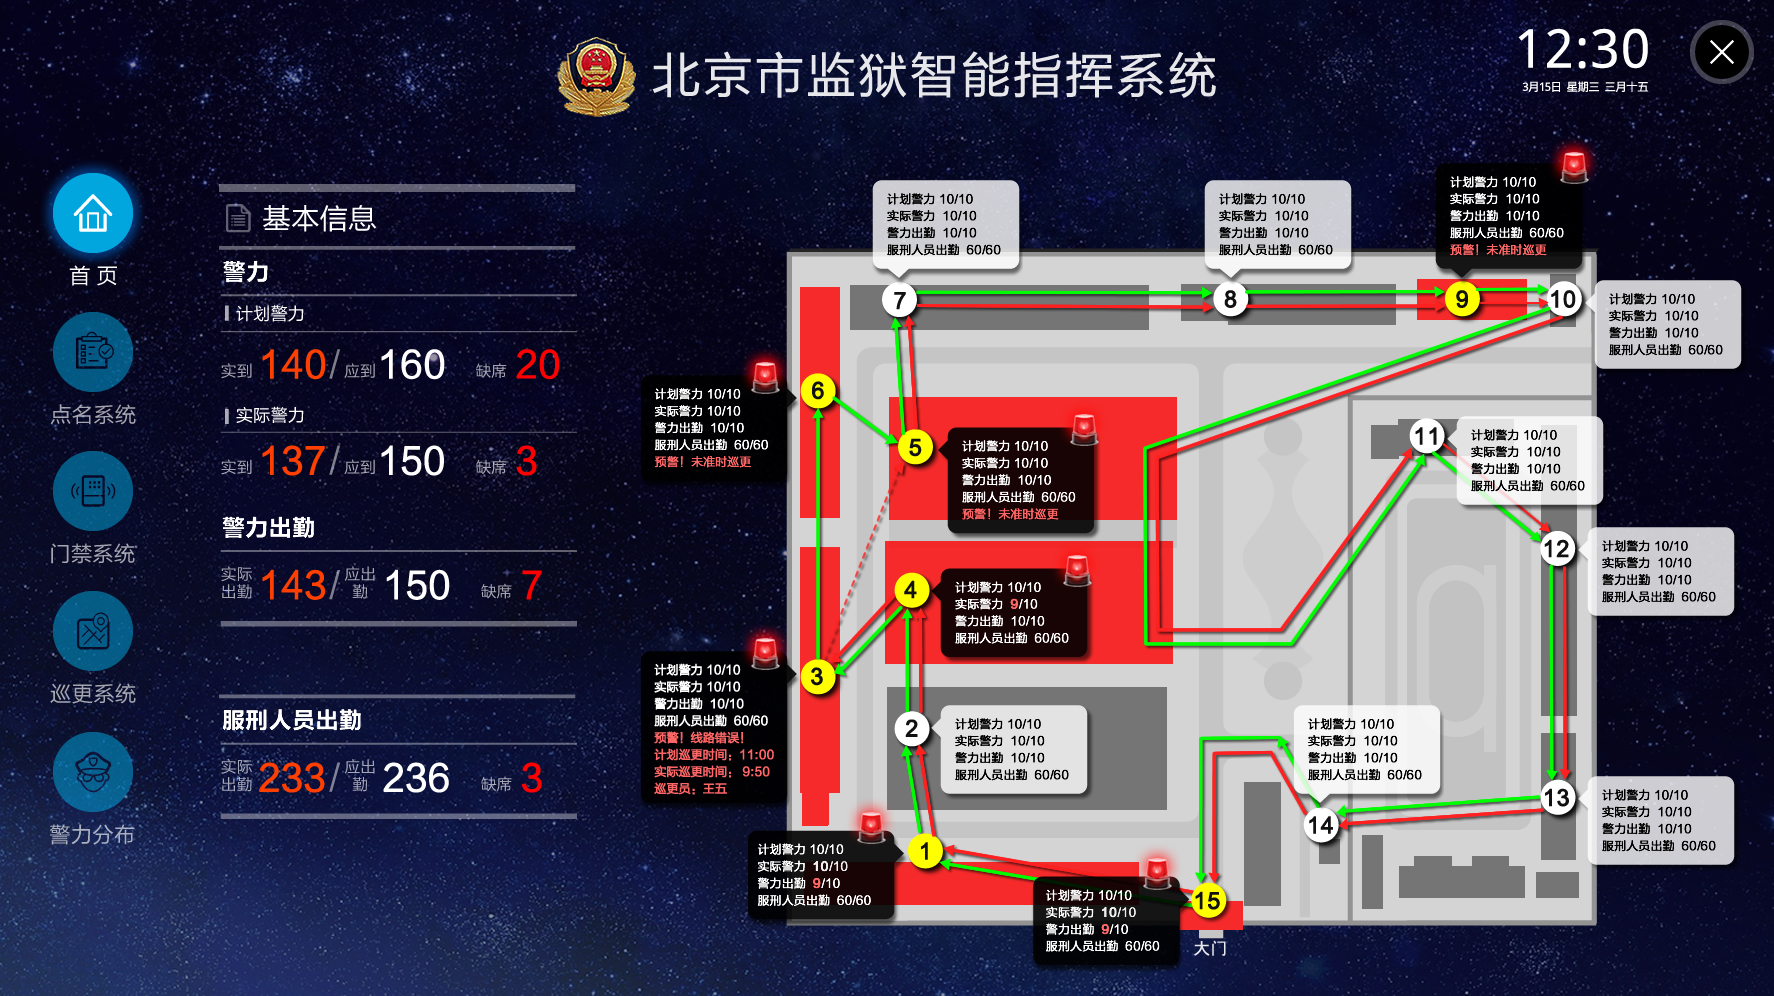 北京市监狱智能指挥系统
12:30
3月15日 星期三 三月十五
首页
点名系统
门禁系统
巡更系统
警力分布
基本信息
警力
计划警力
实到 140/应到 160 缺席 20
实际警力
实到 137/应到 150 缺席 3
警力出勤
实际出勤 143/应出勤 150 缺席 7
服刑人员出勤
实际出勤 233/应出勤 236 缺席 3
计划警力 10/10
实际警力 10/10
警力出勤 10/10
服刑人员出勤 60/60
7
计划警力 10/10
实际警力 10/10
警力出勤 10/10
服刑人员出勤 60/60
8
计划警力 10/10
实际警力 10/10
警力出勤 10/10
服刑人员出勤 60/60
预警！未准时巡更
9
10
计划警力 10/10
实际警力 10/10
警力出勤 10/10
服刑人员出勤 60/60
计划警力 10/10
实际警力 10/10
警力出勤 10/10
服刑人员出勤 60/60
预警！未准时巡更
6
5
计划警力 10/10
实际警力 10/10
警力出勤 10/10
服刑人员出勤 60/60
预警！未准时巡更
11
计划警力 10/10
实际警力 10/10
警力出勤 10/10
服刑人员出勤 60/60
12
计划警力 10/10
实际警力 10/10
警力出勤 10/10
服刑人员出勤 60/60
4
计划警力 10/10
实际警力 9/10
警力出勤 10/10
服刑人员出勤 60/60
计划警力 10/10
实际警力 10/10
警力出勤 10/10
服刑人员出勤 60/60
预警！线路错误！
计划巡更时间：11:00
实际巡更时间：9:50
巡更员：王五
3
2
计划警力 10/10
实际警力 10/10
警力出勤 10/10
服刑人员出勤 60/60
计划警力 10/10
实际警力 10/10
警力出勤 10/10
服刑人员出勤 60/60
14
13
计划警力 10/10
实际警力 10/10
警力出勤 10/10
服刑人员出勤 60/60
计划警力 10/10
实际警力 10/10
警力出勤 9/10
服刑人员出勤 60/60
1
计划警力 10/10
实际警力 10/10
警力出勤 9/10
服刑人员出勤 60/60
15
大门